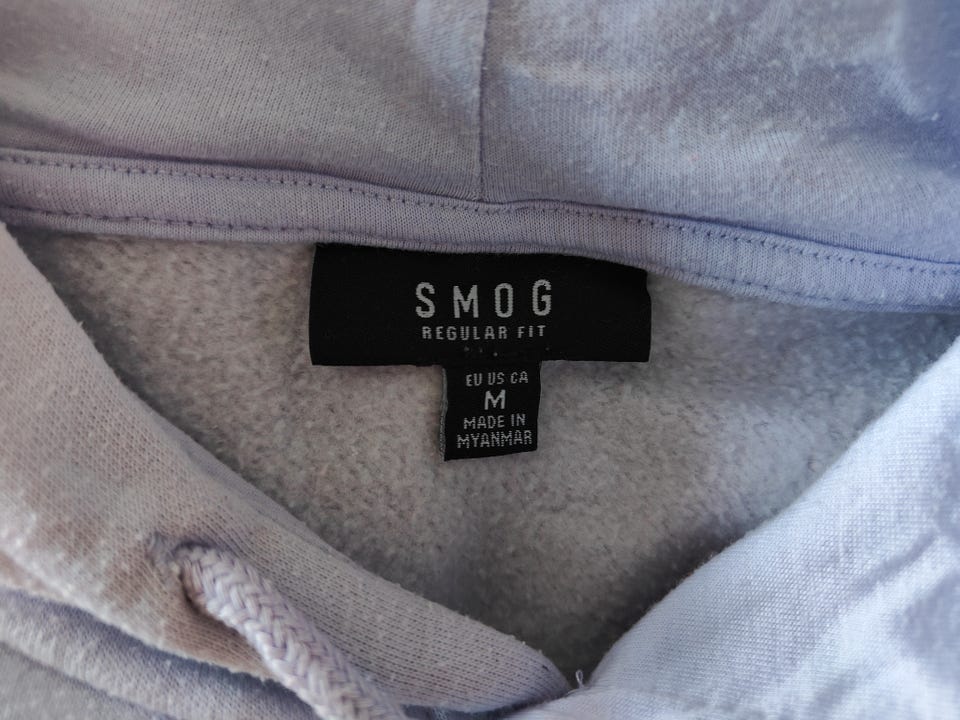 SMOG
REGULAR FIT
EU US CA
M
MADE IN
MYANMAR